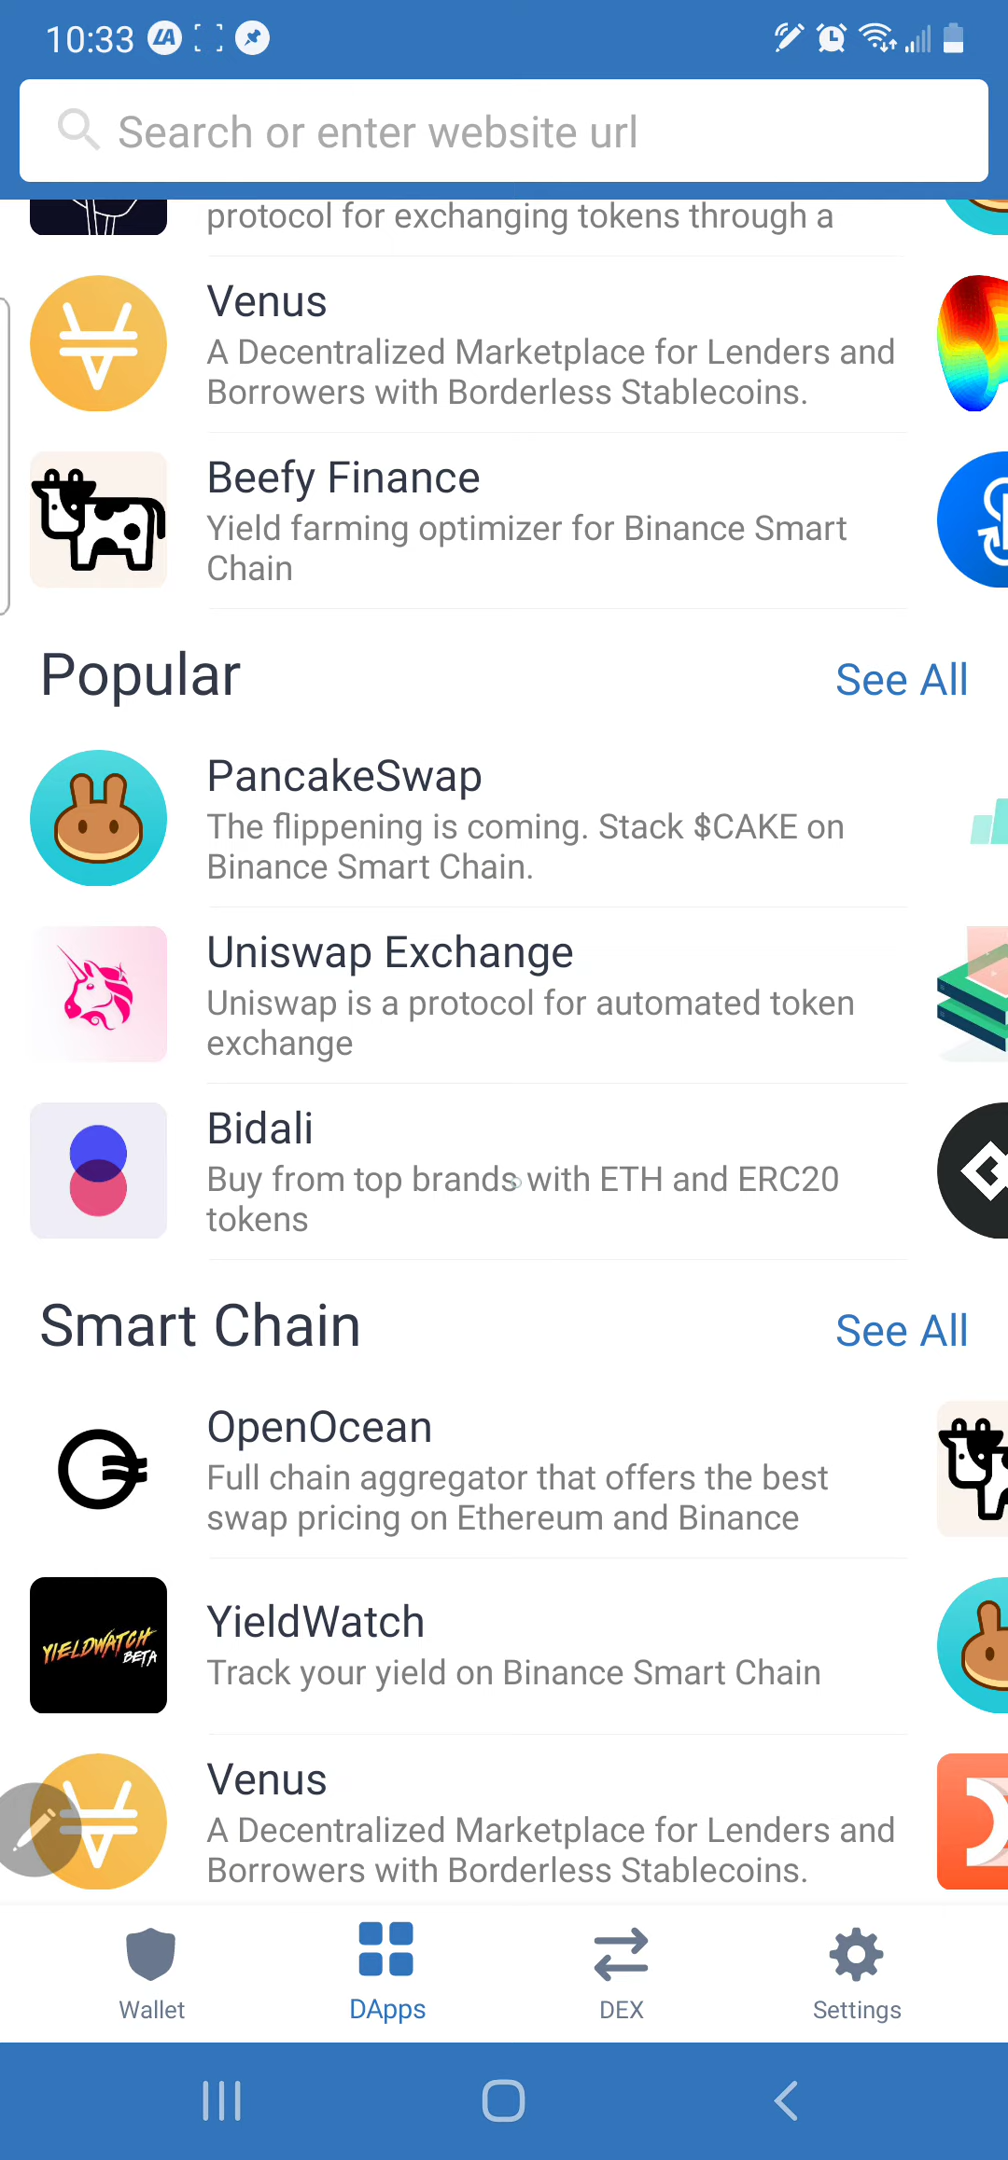 10:33
Search or enter website url
protocol for exchanging tokens through a
Venus
A Decentralized Marketplace for Lenders and
Borrowers with Borderless Stablecoins.
Beefy Finance
Yield farming optimizer for Binance Smart
Chain
Popular
See All
PancakeSwap
The flippening is coming. Stack $CAKE on
Binance Smart Chain.
Uniswap Exchange
Uniswap is a protocol for automated token
exchange
Bidali
Buy from top brands with ETH and ERC20
tokens
Smart Chain
See All
OpenOcean
Full chain aggregator that offers the best
swap pricing on Ethereum and Binance
YIELDWATCH
BETA
YieldWatch
Track your yield on Binance Smart Chain
Venus
A Decentralized Marketplace for Lenders and
Borrowers with Borderless Stablecoins.
Wallet
DApps
DEX
Settings